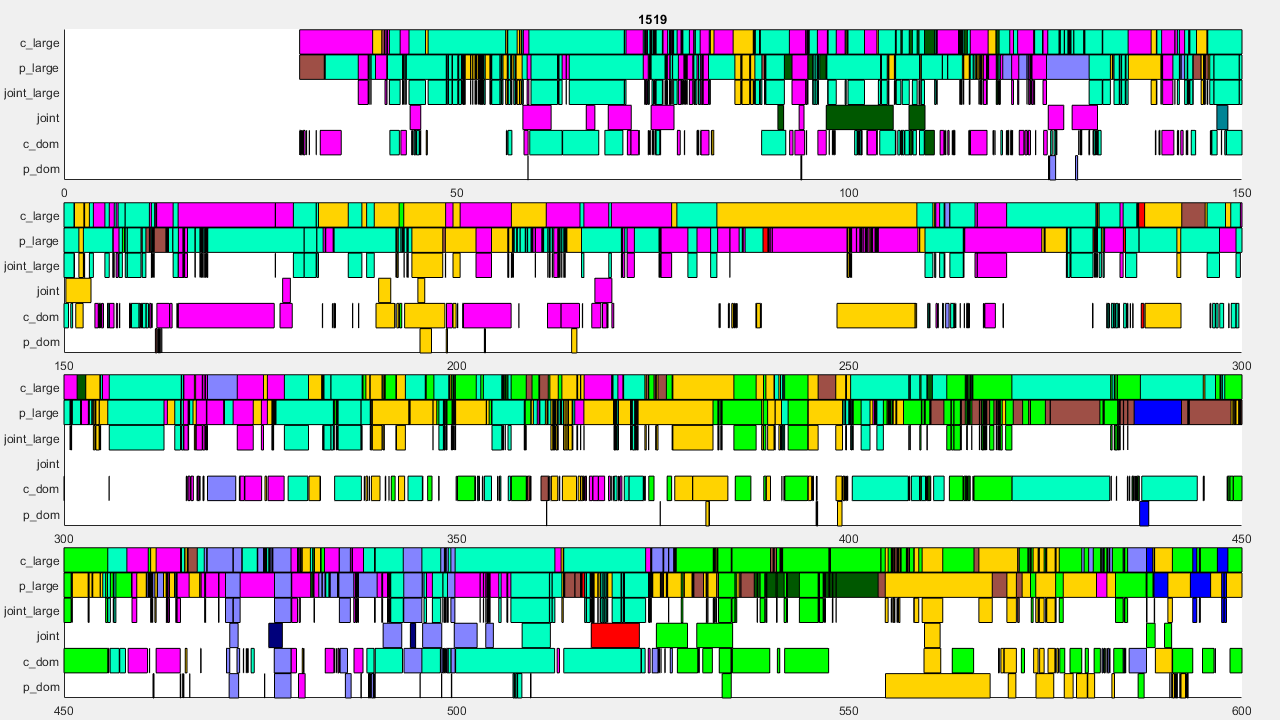 1519
c_large
p_large
joint_large
joint
c_dom
p_dom
0 50 100 150
c_large
p_large
joint_large
joint
c_dom
p_dom
150 200 250 300
c_large
p_large
joint_large
joint
c_dom
p_dom
300 350 400 450
c_large
p_large
joint_large
joint
c_dom
p_dom
450 500 550 600